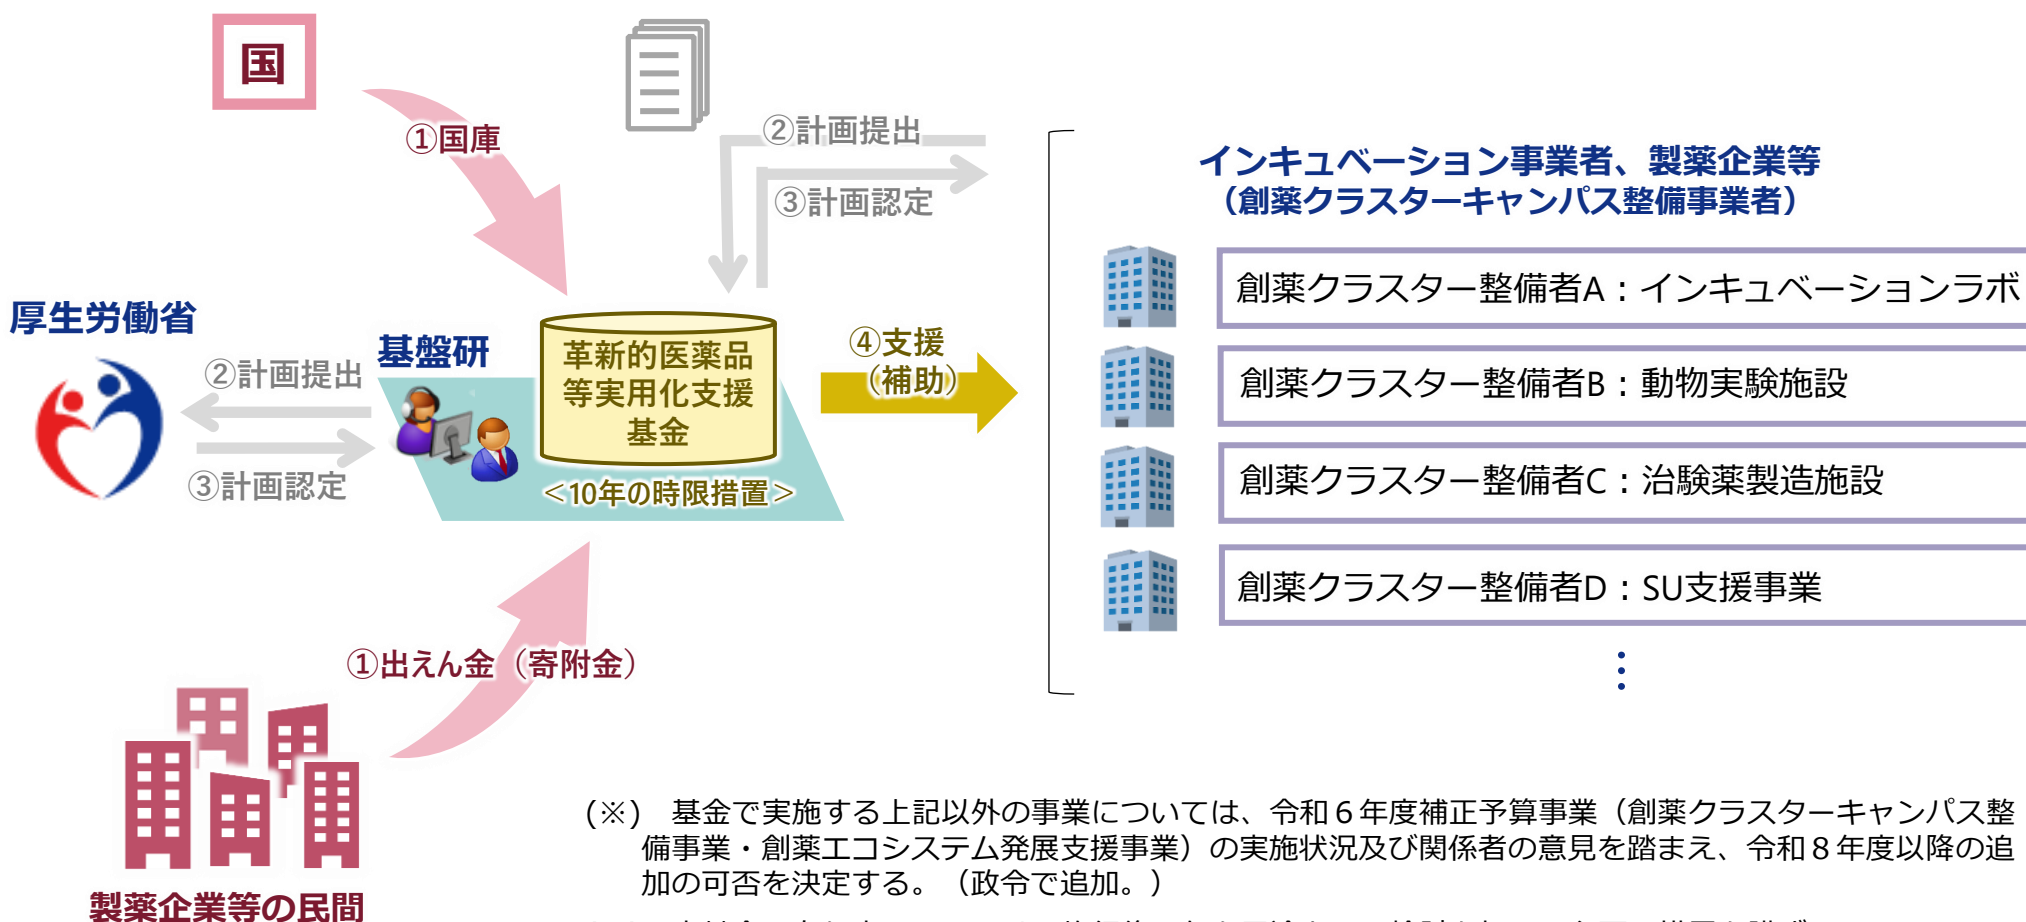 国
①国庫
②計画提出
③計画認定
インキュベーション事業者、製薬企業等
（創薬クラスターキャンパス整備事業者）
創薬クラスター整備者A：インキュベーションラボ
創薬クラスター整備者B：動物実験施設
創薬クラスター整備者C：治験薬製造施設
創薬クラスター整備者D：SU支援事業
⋮
厚生労働省
②計画提出
③計画認定
基盤研
革新的医薬品
等実用化支援
基金
＜10年の時限措置＞
④支援
（補助）
①出えん金（寄附金）
製薬企業等の民間
(※)　基金で実施する上記以外の事業については、令和６年度補正予算事業（創薬クラスターキャンパス整
備事業・創薬エコシステム発展支援事業）の実施状況及び関係者の意見を踏まえ、令和８年度以降の追
加の可否を決定する。（政令で追加。）